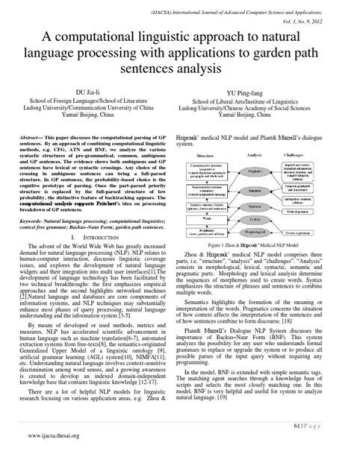 (IJACSA) International Journal of Advanced Computer Science and Applications,
Vol. 3, No. 9, 2012
A computational linguistic approach to natural
language processing with applications to garden path
sentences analysis
DU Jia-li
School of Foreign Languages/School of Literature
Ludong University/Communication University of China
Yantai/ Beijing, China
YU Ping-fang
School of Liberal Arts/Institute of Linguistics
Ludong University/Chinese Academy of Social Sciences
Yantai/ Beijing, China
Abstract— This paper discusses the computational parsing of GP
sentences. By an approach of combining computational linguistic
methods, e.g. CFG, ATN and BNF, we analyze the various
syntactic structures of pre-grammatical, common, ambiguous
and GP sentences. The evidence shows both ambiguous and GP
sentences have lexical or syntactic crossings. Any choice of the
crossing in ambiguous sentences can bring a full-parsed
structure. In GP sentences, the probability-based choice is the
cognitive prototype of parsing. Once the part-parsed priority
structure is replaced by the full-parsed structure of low
probability, the distinctive feature of backtracking appears. The
computational analysis supports Pritchett's idea on processing
breakdown of GP sentences.
Keywords- Natural language processing; computational linguistics;
context free grammar; Backus–Naur Form; garden path sentences.
I. INTRODUCTION
The advent of the World Wide Web has greatly increased
demand for natural language processing (NLP). NLP relates to
human-computer interaction, discusses linguistic coverage
issues, and explores the development of natural language
widgets and their integration into multi user interfaces[1].The
development of language technology has been facilitated by
two technical breakthroughs: the first emphasizes empirical
approaches and the second highlights networked machines
[2].Natural language and databases are core components of
information systems, and NLP techniques may substantially
enhance most phases of query processing, natural language
understanding and the information system [3-5]
By means of developed or used methods, metrics and
measures, NLP has accelerated scientific advancement in
human language such as machine translation[6-7], automated
extraction systems from free-texts[8], the semantics-originated
Generalized Upper Model of a linguistic ontology [9],
artificial grammar learning (AGL) system[10], NIMFA[11],
etc. Understanding natural language involves context-sensitive
discrimination among word senses, and a growing awareness
is created to develop an indexed domain-independent
knowledge base that contains linguistic knowledge [12-17].
There are a lot of helpful NLP models for linguistic
research focusing on various application areas, e.g. Zhou &
Hripcsak' medical NLP model and Plant& Murrell's dialogue
system.
Structures Analysis Challenges
Pragmatic
Semantic
Syntactic
Lexical
Morphological
Figure 1. Zhou & Hripcsak' Medical NLP Model
Zhou & Hripcsak' medical NLP model comprises three
parts, i.e. "structure", "analysis" and "challenges". "Analysis"
consists in morphological, lexical, syntactic, semantic and
pragmatic parts. Morphology and lexical analysis determine
the sequences of morphemes used to create words. Syntax
emphasizes the structure of phrases and sentences to combine
multiple words.
Semantics highlights the formation of the meaning or
interpretation of the words. Pragmatics concerns the situation
of how context affects the interpretation of the sentences and
of how sentences combine to form discourse. [18]
Plant& Murrell's Dialogue NLP System discusses the
importance of Backus–Naur Form (BNF). This system
analyzes the possibility for any user who understands formal
grammars to replace or upgrade the system or to produce all
possible parses of the input query without requiring any
programming.
In the model, BNF is extended with simple semantic tags.
The matching agent searches through a knowledge base of
scripts and selects the most closely matching one. In this
model, BNF is very helpful and useful for system to analyze
natural language. [19]
61 | P a g e
www.ijacsa.thesai.org